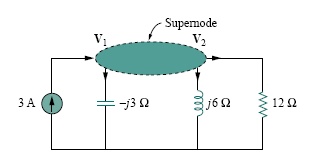 Supernode
V1 V2
3 A –j3 Ω j6 Ω 12 Ω